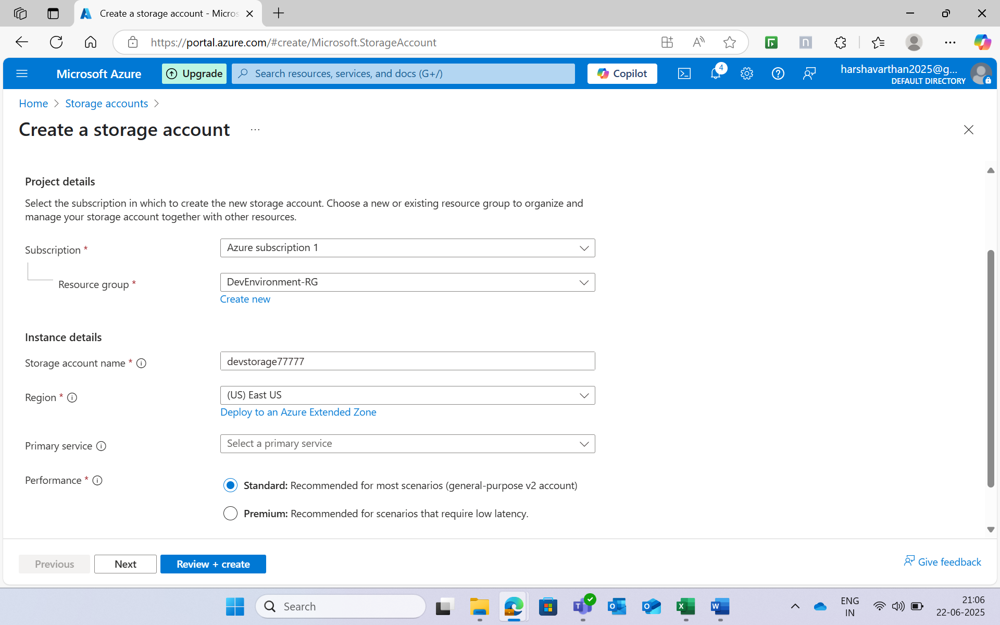 Create a storage account - Micros
https://portal.azure.com/#create/Microsoft.StorageAccount
Microsoft Azure
Upgrade
Search resources, services, and docs (G+/)
Copilot
4
harshavarthan2025@g...
DEFAULT DIRECTORY
Home > Storage accounts >
Create a storage account ...
Project details
Select the subscription in which to create the new storage account. Choose a new or existing resource group to organize and
manage your storage account together with other resources.
Subscription *
Azure subscription 1
Resource group *
DevEnvironment-RG
Create new
Instance details
Storage account name *
devstorage77777
Region *
(US) East US
Deploy to an Azure Extended Zone
Primary service
Select a primary service
Performance *
Standard: Recommended for most scenarios (general-purpose v2 account)
Premium: Recommended for scenarios that require low latency.
Previous
Next
Review + create
Give feedback
Search
ENG
IN
21:06
22-06-2025